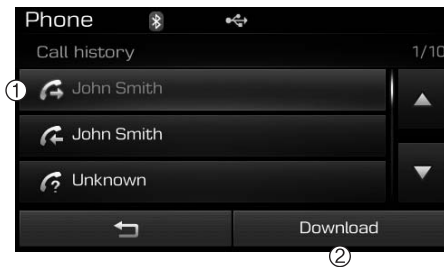 Phone
Call history 1/10
① John Smith
John Smith
Unknown
Download
②